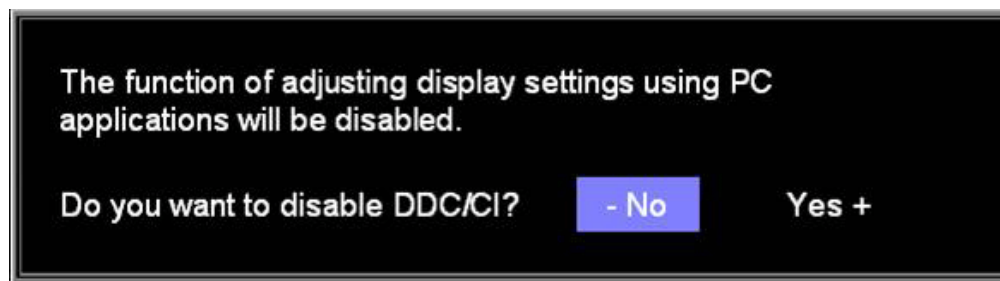 The function of adjusting display settings using PC
applications will be disabled.
Do you want to disable DDC/CI? - No Yes +